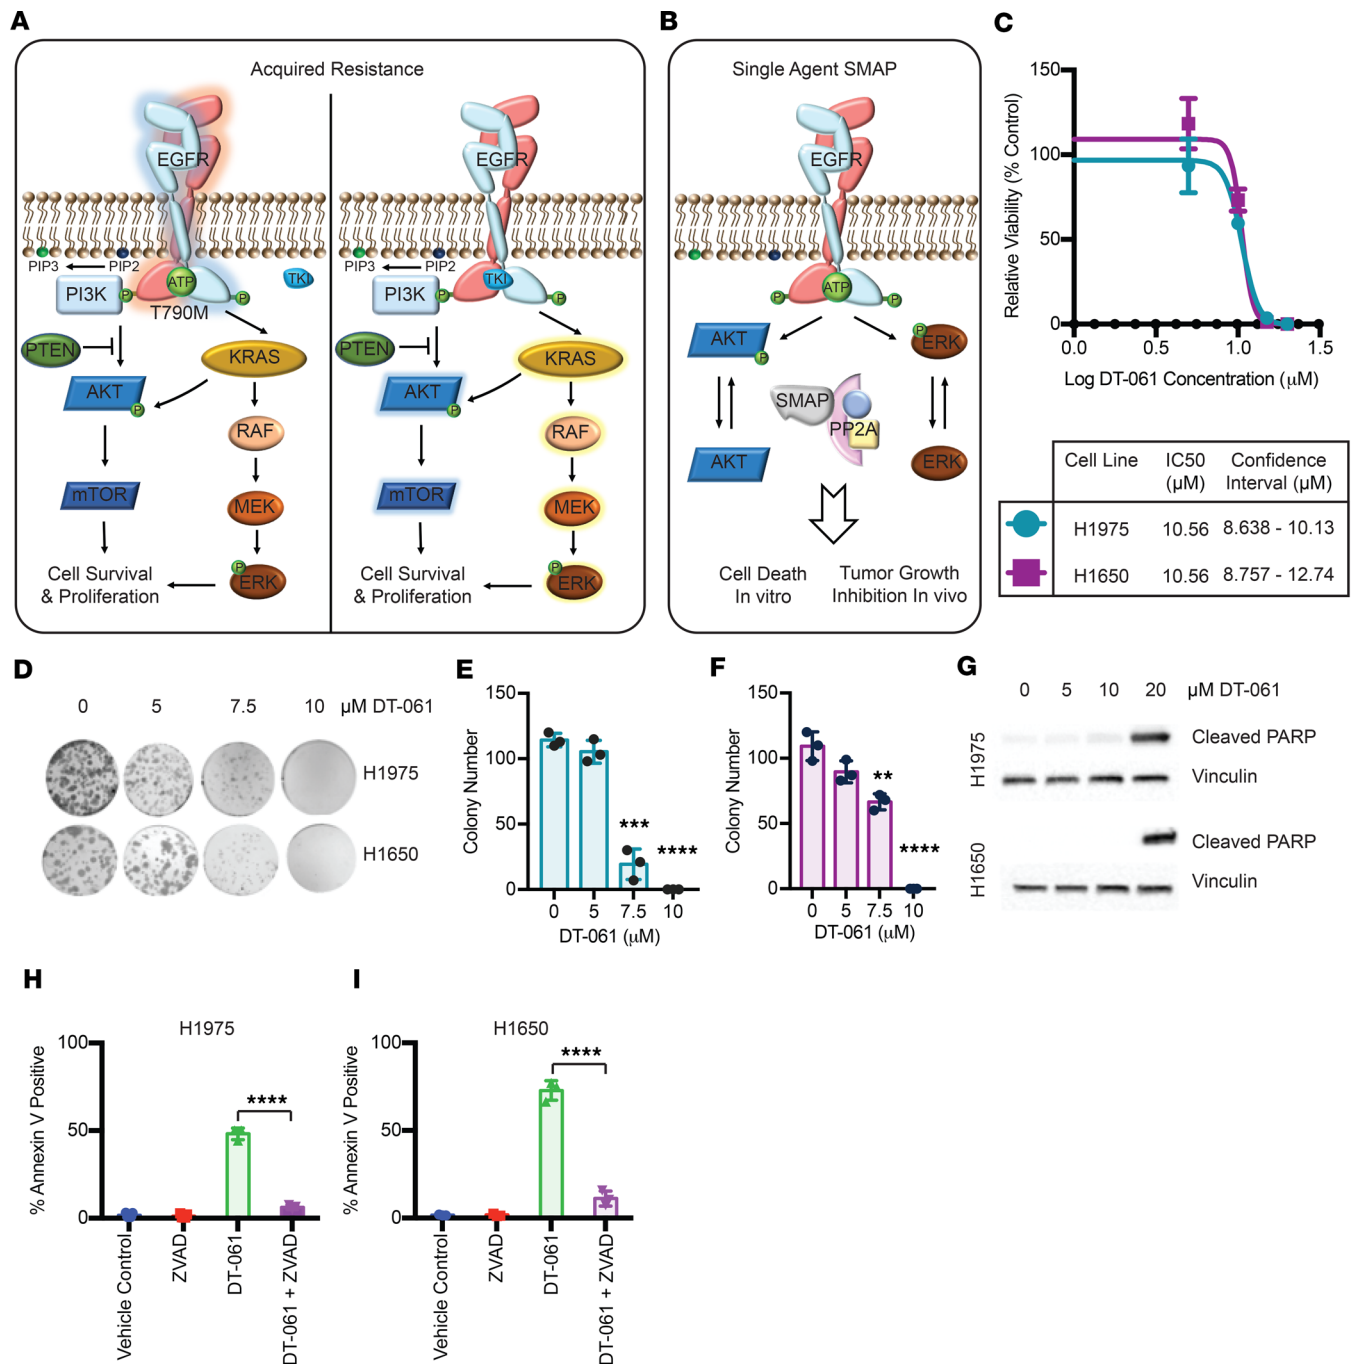 A
Acquired Resistance
EGFR
PIP3
PIP2
PI3K
P
ATP
P
TKI
T790M
PTEN
KRAS
AKT
P
RAF
mTOR
MEK
P
ERK
Cell Survival
& Proliferation
EGFR
PIP3
PIP2
PI3K
P
TKI
P
PTEN
KRAS
AKT
P
RAF
mTOR
MEK
P
ERK
Cell Survival
& Proliferation
B
Single Agent SMAP
EGFR
P
ATP
P
AKT
P
P
ERK
SMAP
PP2A
AKT
ERK
Cell Death
In vitro
Tumor Growth
Inhibition In vivo
C
Relative Viability (% Control)
150
100
50
0
0.0
0.5
1.0
1.5
Log DT-061 Concentration (µM)
Cell Line IC50 Confidence
(µM) Interval (µM)
H1975 10.56 8.638 - 10.13
H1650 10.56 8.757 - 12.74
D
0 5 7.5 10 µM DT-061
H1975
H1650
E
Colony Number
150
100
50
0
***
****
0 5 7.5 10
DT-061 (µM)
F
Colony Number
150
100
50
0
**
****
0 5 7.5 10
DT-061 (µM)
G
0 5 10 20 µM DT-061
H1975
Cleaved PARP
Vinculin
H1650
Cleaved PARP
Vinculin
H
H1975
% Annexin V Positive
100
50
0
****
Vehicle Control
ZVAD
DT-061
DT-061 + ZVAD
I
H1650
% Annexin V Positive
100
50
0
****
Vehicle Control
ZVAD
DT-061
DT-061 + ZVAD